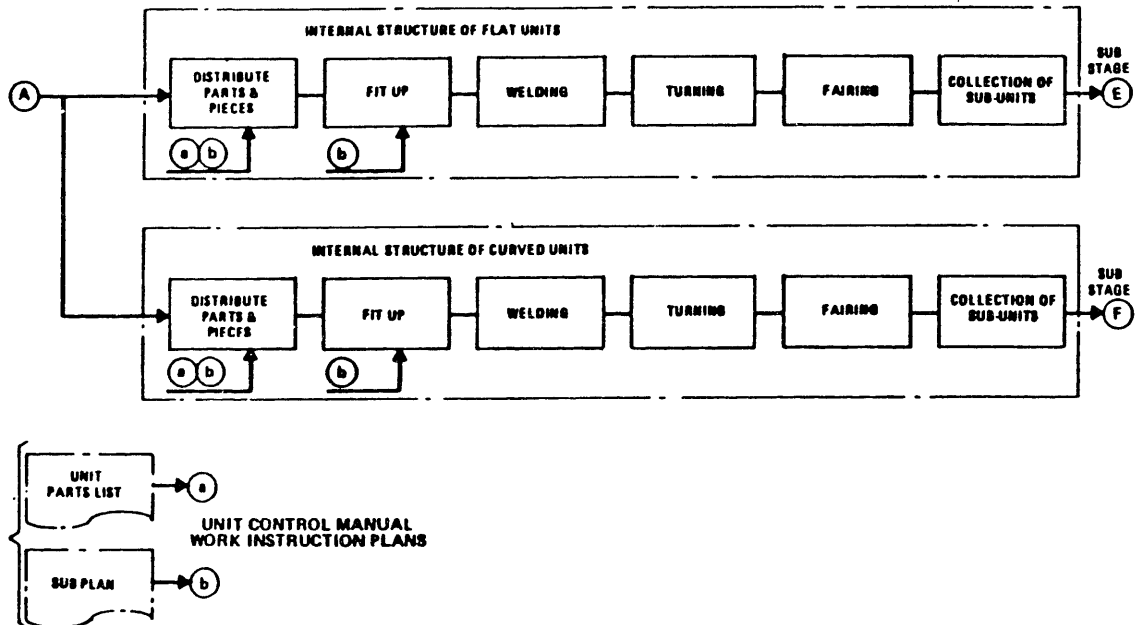 INTERNAL STRUCTURE OF FLAT UNITS
SUB
STAGE
A
DISTRIBUTE
PARTS &
PIECES
FIT UP
WELDING
TURNING
FAIRING
COLLECTION OF
SUB-UNITS
E
a b
b
INTERNAL STRUCTURE OF CURVED UNITS
SUB
STAGE
DISTRIBUTE
PARTS &
PIECES
FIT UP
WELDING
TURNING
FAIRING
COLLECTION OF
SUB-UNITS
F
a b
b
UNIT
PARTS LIST
a
UNIT CONTROL MANUAL
WORK INSTRUCTION PLANS
SUB PLAN
b